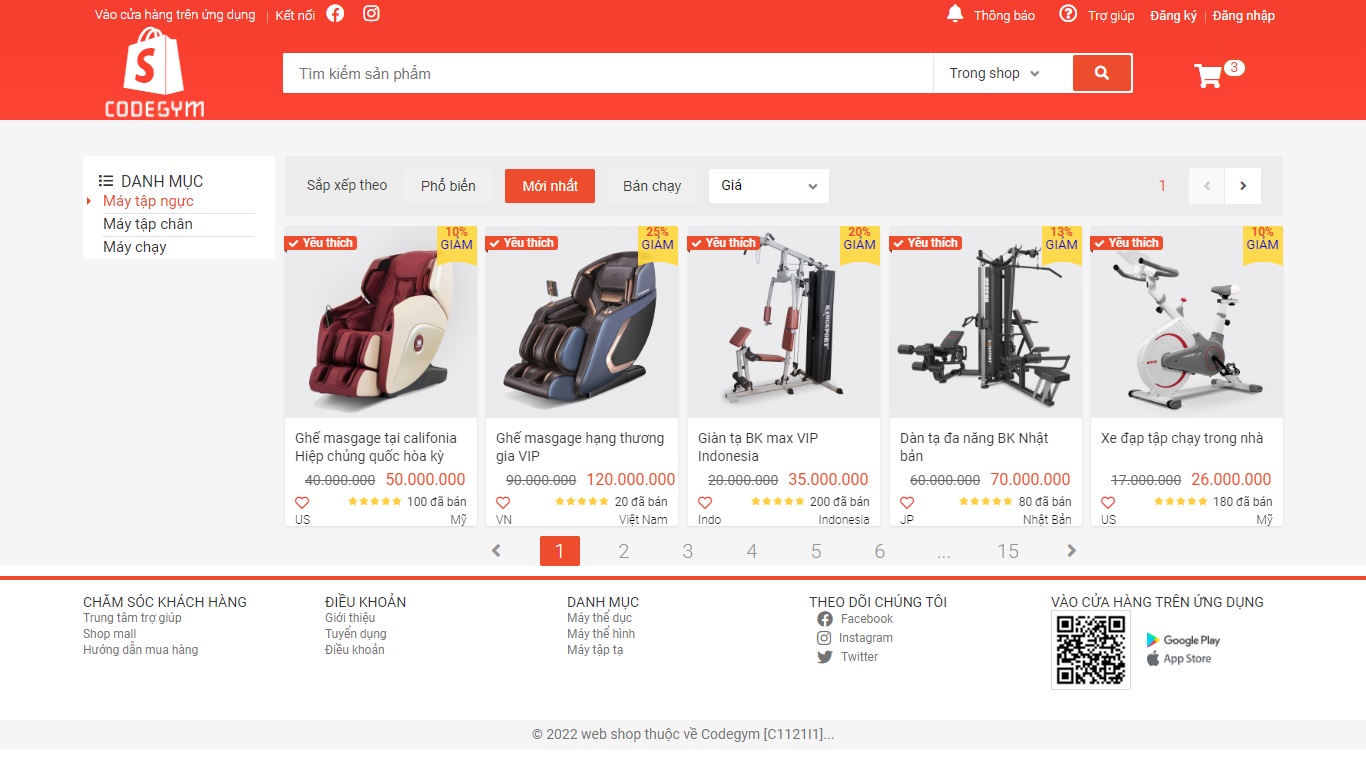 Vào cửa hàng trên ứng dụng | Kết nối
Thông báo Trợ giúp Đăng ký | Đăng nhập
S
CODEGYM
Tìm kiếm sản phẩm
Trong shop
3
DANH MỤC
Máy tập ngực
Máy tập chân
Máy chạy
Sắp xếp theo Phổ biến Mới nhất Bán chạy Giá
1
Yêu thích
10%
GIẢM
Ghế masgage tại califonia
Hiệp chủng quốc hòa kỳ
40.000.000 50.000.000
100 đã bán
US Mỹ
Yêu thích
25%
GIẢM
Ghế masgage hạng thương
gia VIP
90.000.000 120.000.000
20 đã bán
VN Việt Nam
Yêu thích
20%
GIẢM
KINGSPORT
Giàn tạ BK max VIP
Indonesia
20.000.000 35.000.000
200 đã bán
Indo Indonesia
Yêu thích
13%
GIẢM
Dàn tạ đa năng BK Nhật
bản
60.000.000 70.000.000
80 đã bán
JP Nhật Bản
Yêu thích
10%
GIẢM
Xe đạp tập chạy trong nhà
17.000.000 26.000.000
180 đã bán
US Mỹ
1 2 3 4 5 6 ... 15
CHĂM SÓC KHÁCH HÀNG
Trung tâm trợ giúp
Shop mall
Hướng dẫn mua hàng
ĐIỀU KHOẢN
Giới thiệu
Tuyển dụng
Điều khoản
DANH MỤC
Máy thể dục
Máy thể hình
Máy tập tạ
THEO DÕI CHÚNG TÔI
Facebook
Instagram
Twitter
VÀO CỬA HÀNG TRÊN ỨNG DỤNG
Google Play
App Store
© 2022 web shop thuộc về Codegym [C1121I1]...